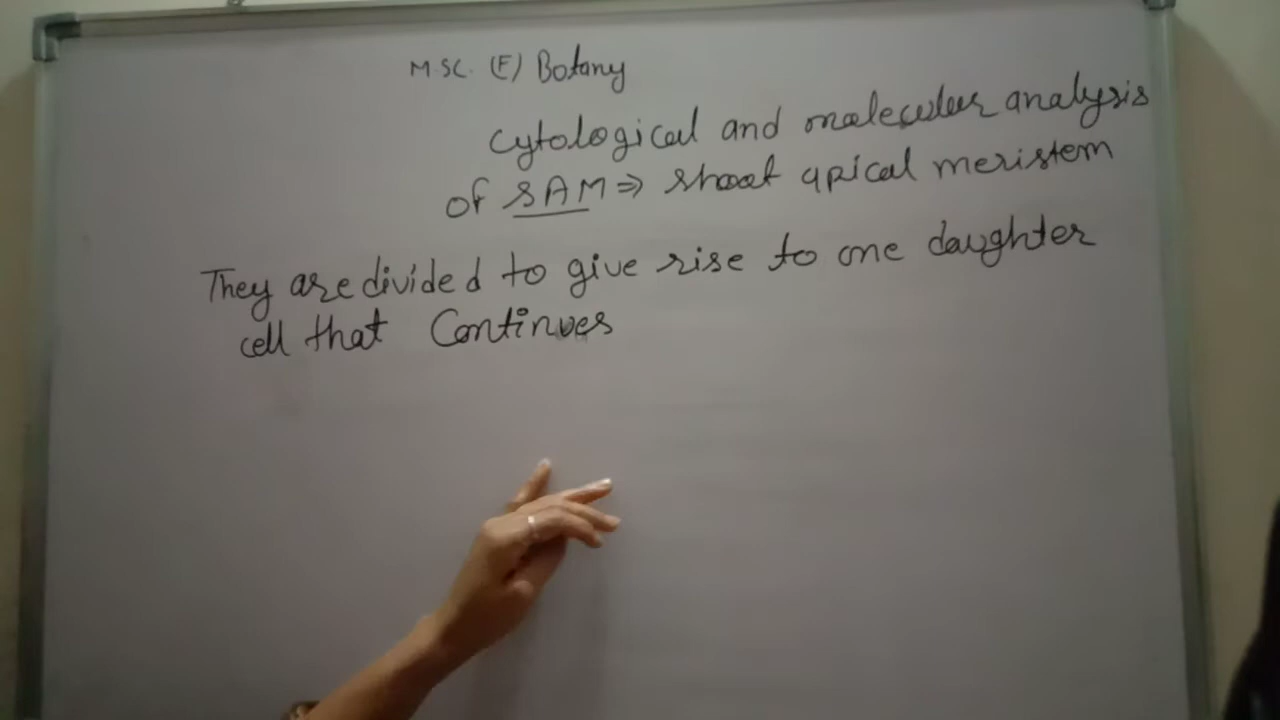 M.SC. (F) Botany
Cytological and molecular analysis
of SAM ⇒ shoot apical meristem
They are divided to give rise to one daughter
cell that Continues